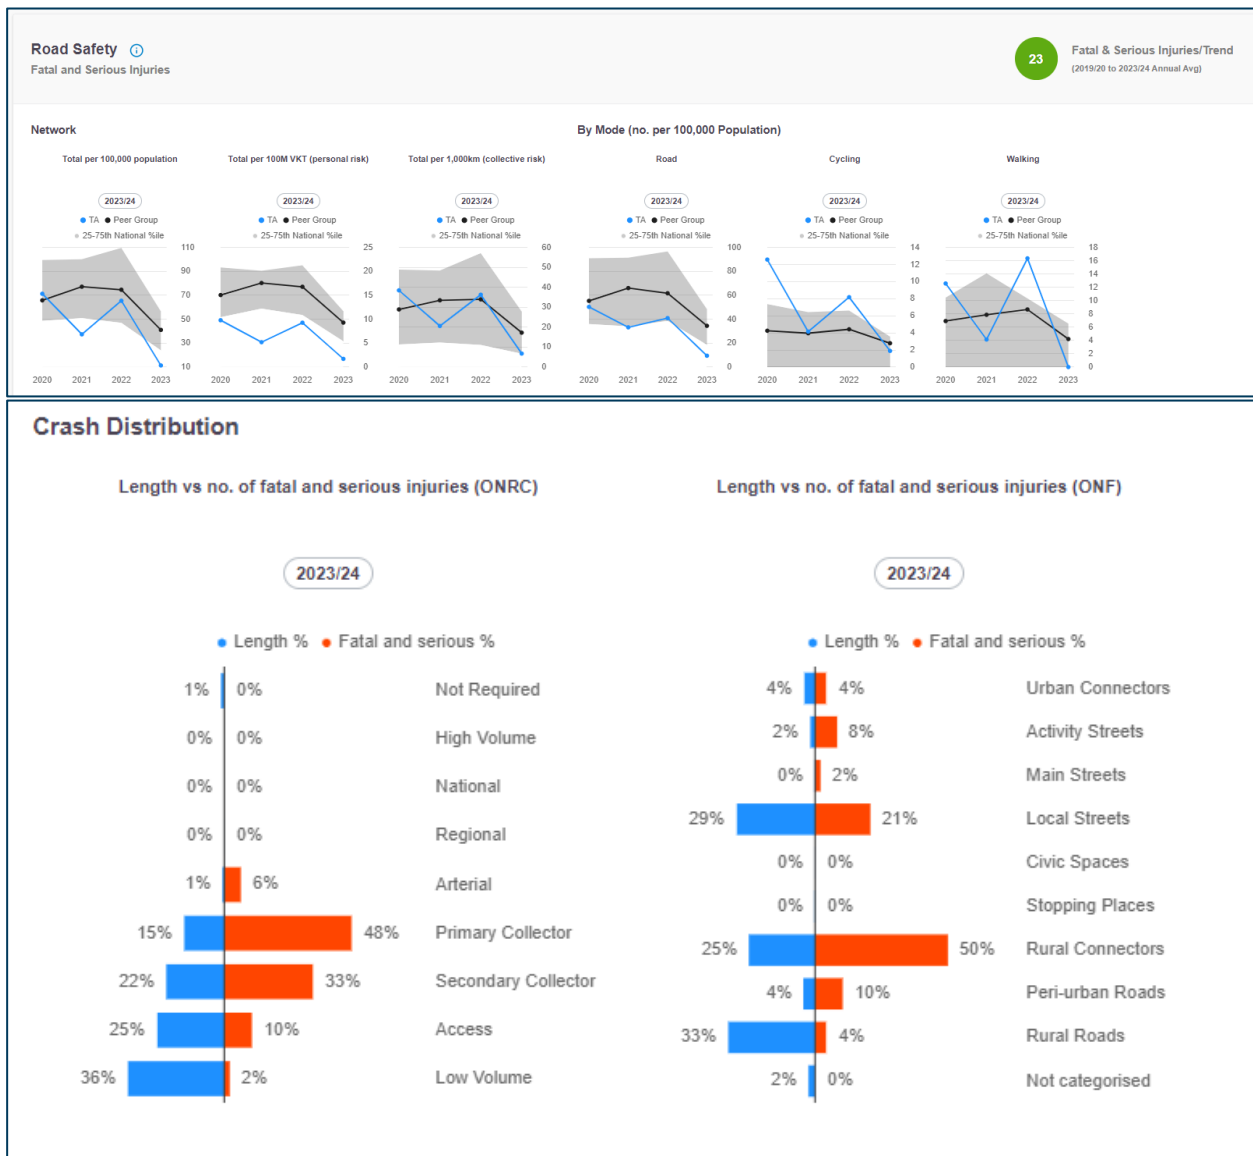 Road Safety
Fatal and Serious Injuries
23
Fatal & Serious Injuries/Trend
(2019/20 to 2023/24 Annual Avg)
Network
By Mode (no. per 100,000 Population)
Total per 100,000 population
2023/24
TA Peer Group
25-75th National %ile
110
90
70
50
30
10
2020 2021 2022 2023
Total per 100M VKT (personal risk)
2023/24
TA Peer Group
25-75th National %ile
25
20
15
10
5
0
2020 2021 2022 2023
Total per 1,000km (collective risk)
2023/24
TA Peer Group
25-75th National %ile
60
50
40
30
20
10
0
2020 2021 2022 2023
Road
2023/24
TA Peer Group
25-75th National %ile
100
80
60
40
20
0
2020 2021 2022 2023
Cycling
2023/24
TA Peer Group
25-75th National %ile
14
12
10
8
6
4
2
0
2020 2021 2022 2023
Walking
2023/24
TA Peer Group
25-75th National %ile
18
16
14
12
10
8
6
4
2
0
2020 2021 2022 2023
Crash Distribution
Length vs no. of fatal and serious injuries (ONRC)
2023/24
Length % Fatal and serious %
1% 0% Not Required
0% 0% High Volume
0% 0% National
0% 0% Regional
1% 6% Arterial
15% 48% Primary Collector
22% 33% Secondary Collector
25% 10% Access
36% 2% Low Volume
Length vs no. of fatal and serious injuries (ONF)
2023/24
Length % Fatal and serious %
4% 4% Urban Connectors
2% 8% Activity Streets
0% 2% Main Streets
29% 21% Local Streets
0% 0% Civic Spaces
0% 0% Stopping Places
25% 50% Rural Connectors
4% 10% Peri-urban Roads
33% 4% Rural Roads
2% 0% Not categorised